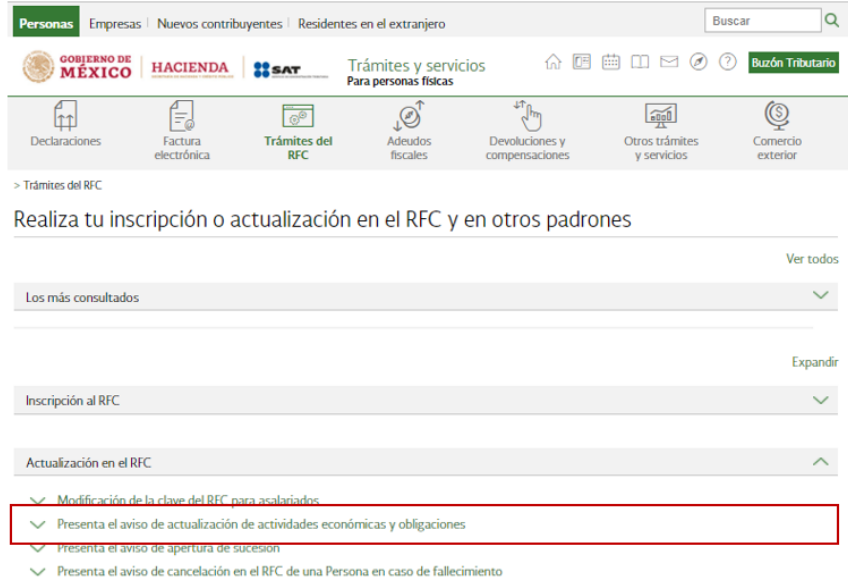 Personas Empresas Nuevos contribuyentes Residentes en el extranjero Buscar
GOBIERNO DE MÉXICO HACIENDA SAT Trámites y servicios Para personas físicas Buzón Tributario
Declaraciones
Factura electrónica
Trámites del RFC
Adeudos fiscales
Devoluciones y compensaciones
Otros trámites y servicios
Comercio exterior
> Trámites del RFC
Realiza tu inscripción o actualización en el RFC y en otros padrones
Ver todos
Los más consultados
Expandir
Inscripción al RFC
Actualización en el RFC
Modificación de la clave del RFC para asalariados
Presenta el aviso de actualización de actividades económicas y obligaciones
Presenta el aviso de apertura de sucesión
Presenta el aviso de cancelación en el RFC de una Persona en caso de fallecimiento